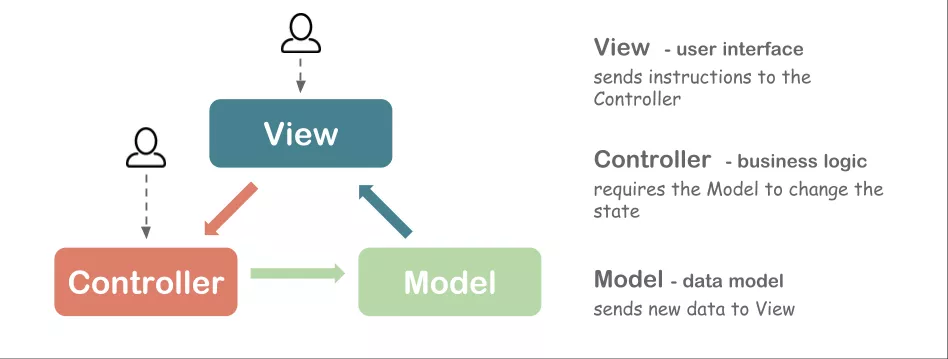 View
Controller
Model
View - user interface
sends instructions to the
Controller
Controller - business logic
requires the Model to change the
state
Model - data model
sends new data to View